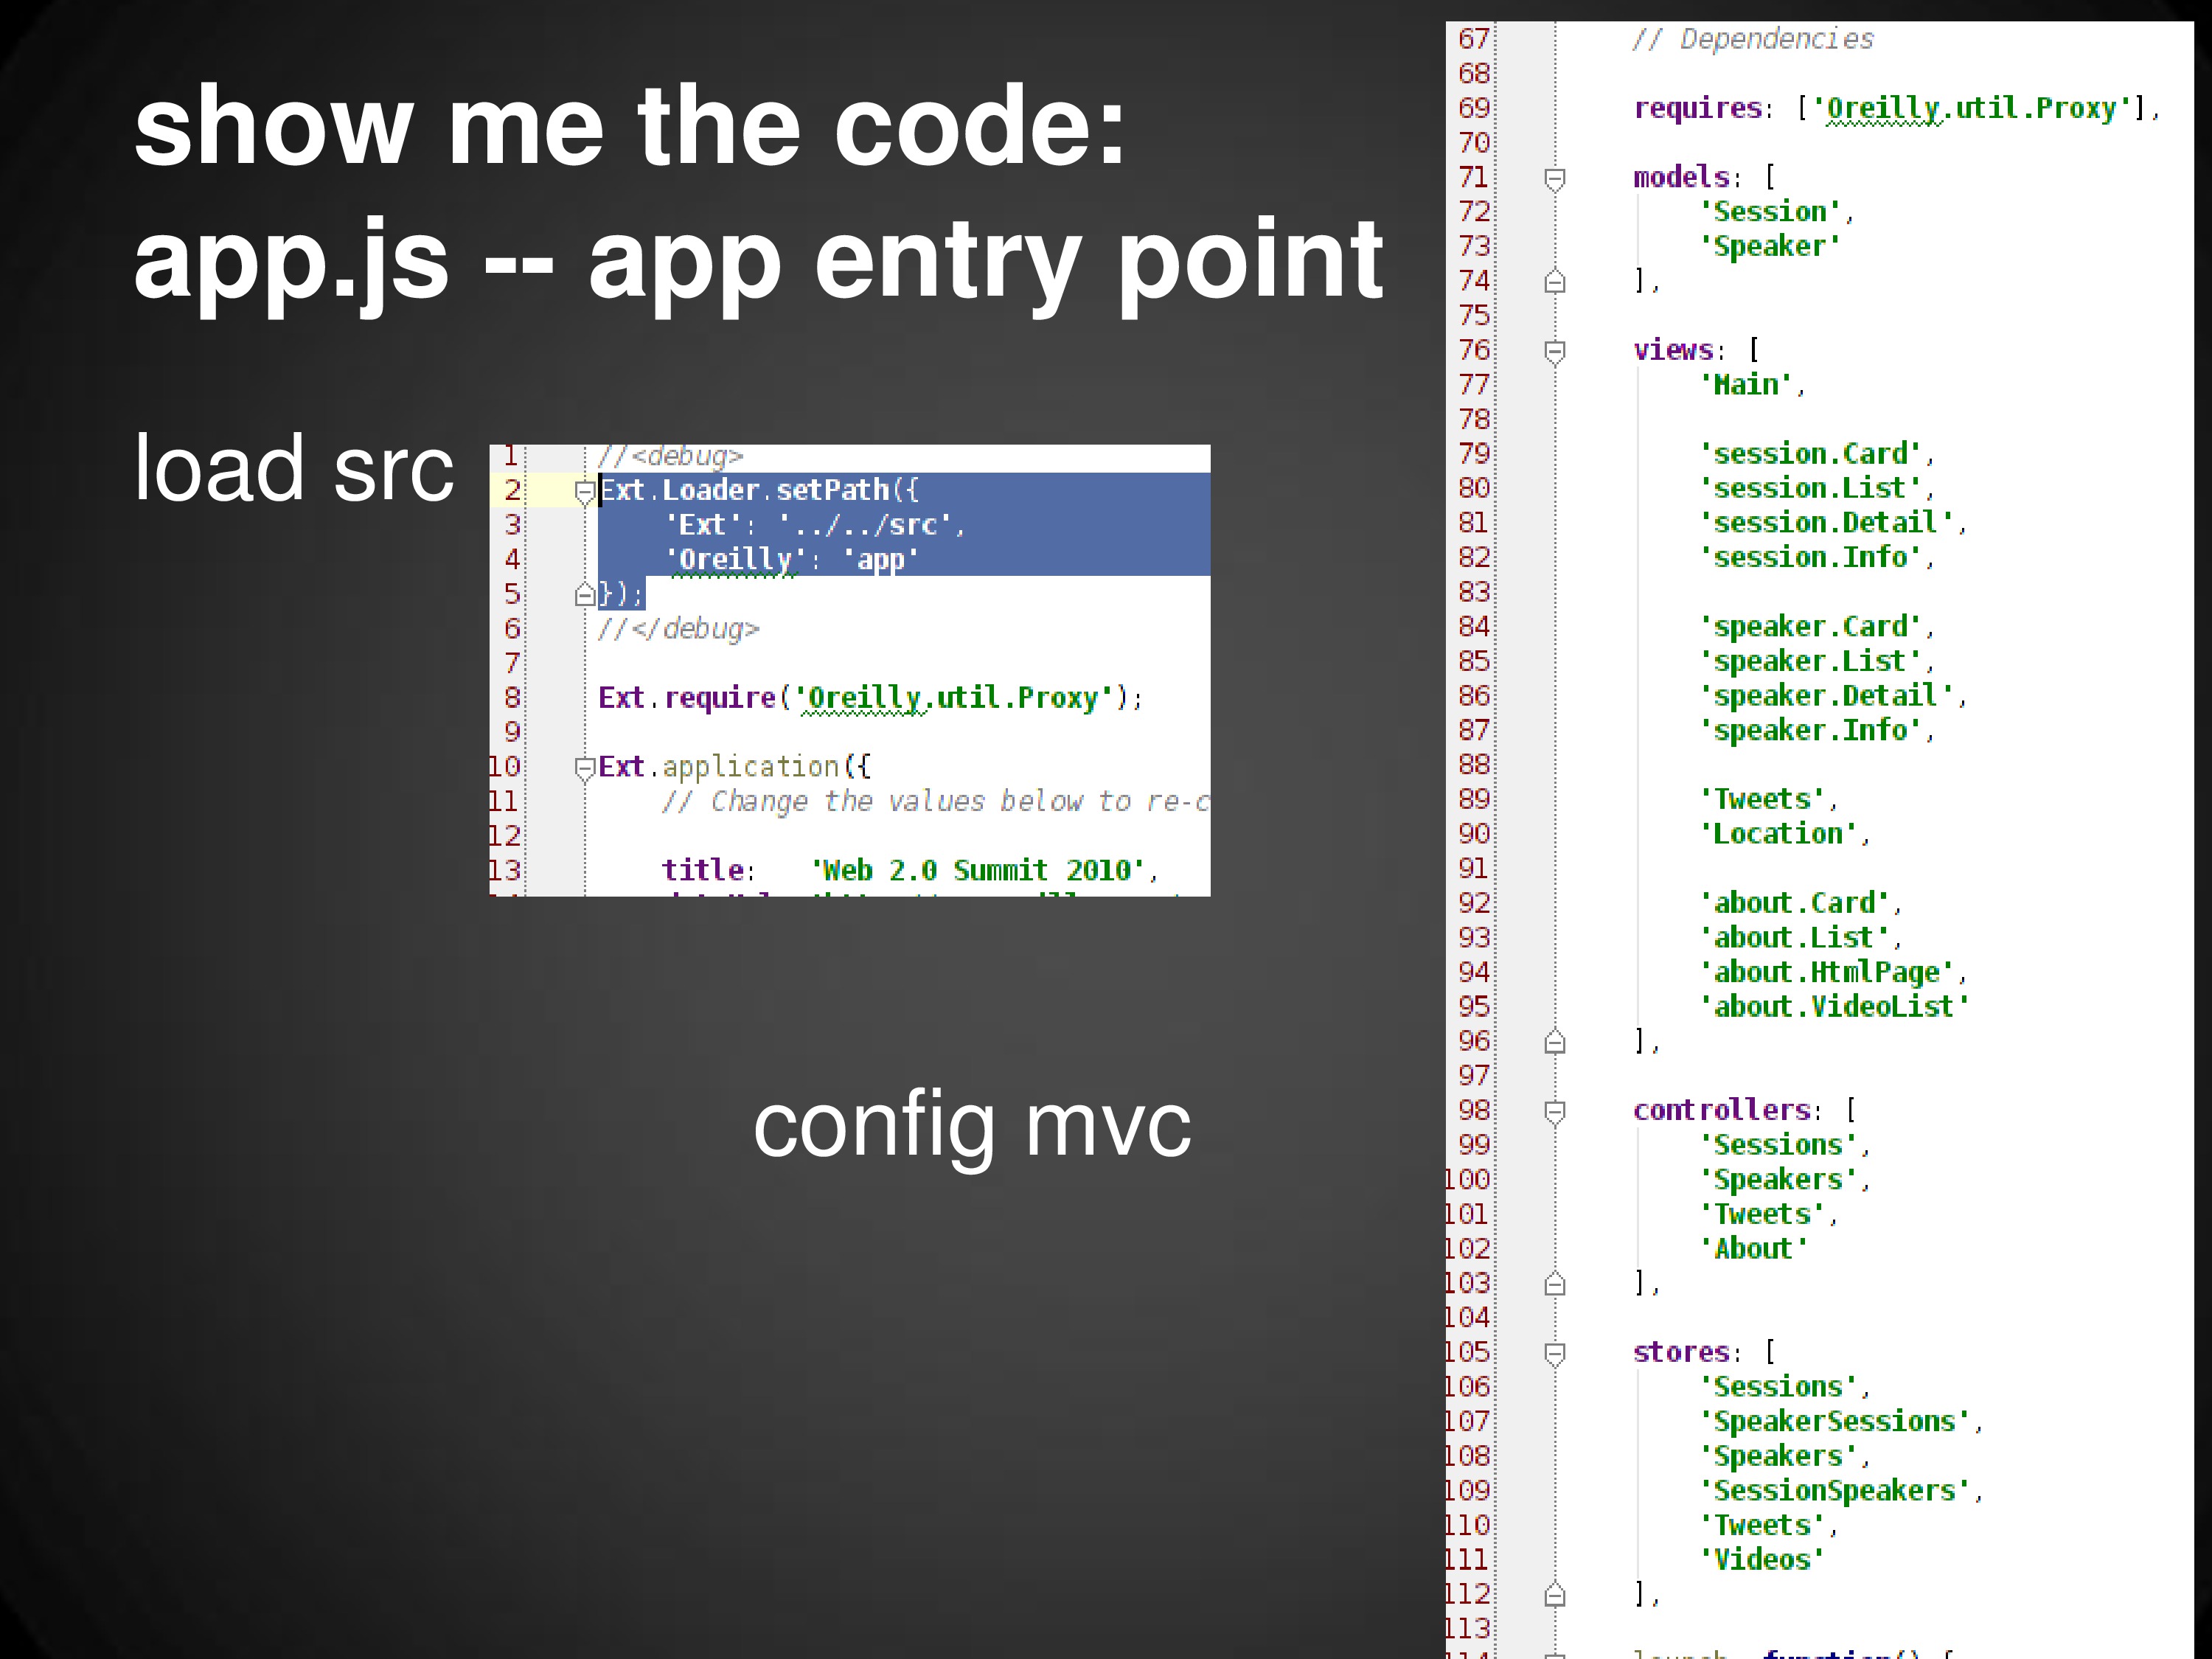 show me the code:
app.js -- app entry point
load src
1 //<debug>
2 Ext.Loader.setPath({
3 'Ext': '../../src',
4 'Oreilly': 'app'
5 });
6 //</debug>
7
8 Ext.require('Oreilly.util.Proxy');
9
10 Ext.application({
11 // Change the values below to re-c
12
13 title: 'Web 2.0 Summit 2010',
config mvc
67 // Dependencies
68
69 requires: ['Oreilly.util.Proxy'],
70
71 models: [
72 'Session',
73 'Speaker'
74 ],
75
76 views: [
77 'Main',
78
79 'session.Card',
80 'session.List',
81 'session.Detail',
82 'session.Info',
83
84 'speaker.Card',
85 'speaker.List',
86 'speaker.Detail',
87 'speaker.Info',
88
89 'Tweets',
90 'Location',
91
92 'about.Card',
93 'about.List',
94 'about.HtmlPage',
95 'about.VideoList'
96 ],
97
98 controllers: [
99 'Sessions',
100 'Speakers',
101 'Tweets',
102 'About'
103 ],
104
105 stores: [
106 'Sessions',
107 'SpeakerSessions',
108 'Speakers',
109 'SessionSpeakers',
110 'Tweets',
111 'Videos'
112 ],
113